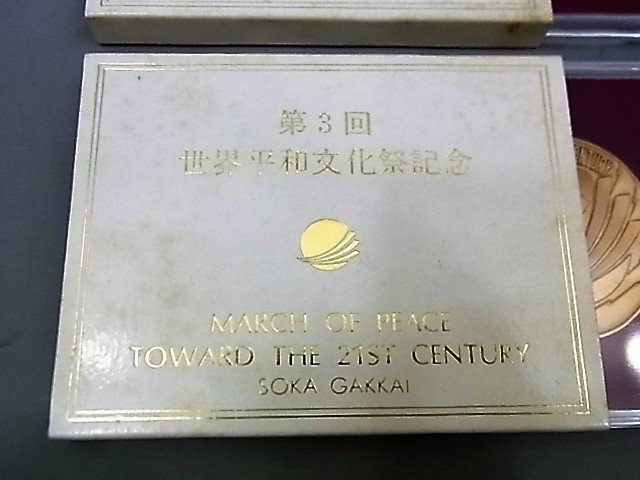 第3回
世界平和文化祭記念
MARCH OF PEACE
TOWARD THE 21ST CENTURY
SOKA GAKKAI